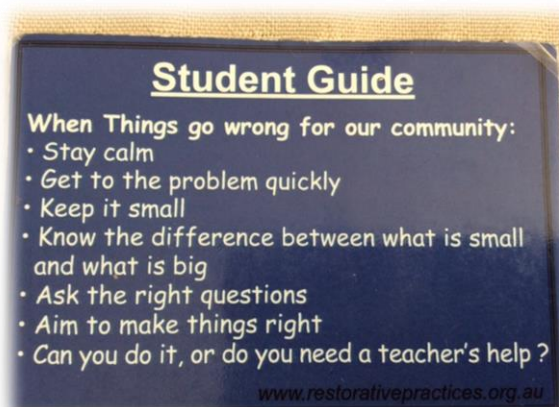 Student Guide
When Things go wrong for our community:
• Stay calm
• Get to the problem quickly
• Keep it small
• Know the difference between what is small
and what is big
• Ask the right questions
• Aim to make things right
• Can you do it, or do you need a teacher's help ?
www.restorativepractices.org.au